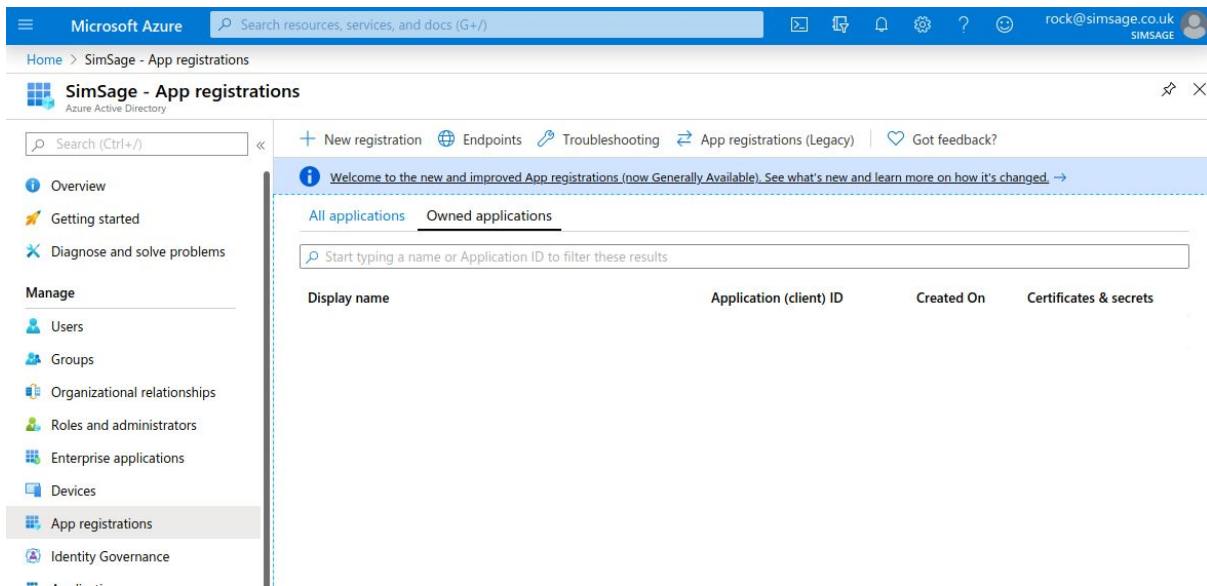 Microsoft Azure
Search resources, services, and docs (G+/)
rock@simsage.co.uk
SIMSAGE
Home > SimSage - App registrations
SimSage - App registrations
Azure Active Directory
Search (Ctrl+/)
«
New registration
Endpoints
Troubleshooting
App registrations (Legacy)
Got feedback?
Welcome to the new and improved App registrations (now Generally Available). See what's new and learn more on how it's changed. →
Overview
Getting started
Diagnose and solve problems
Manage
Users
Groups
Organizational relationships
Roles and administrators
Enterprise applications
Devices
App registrations
Identity Governance
All applications Owned applications
Start typing a name or Application ID to filter these results
Display name Application (client) ID Created On Certificates & secrets